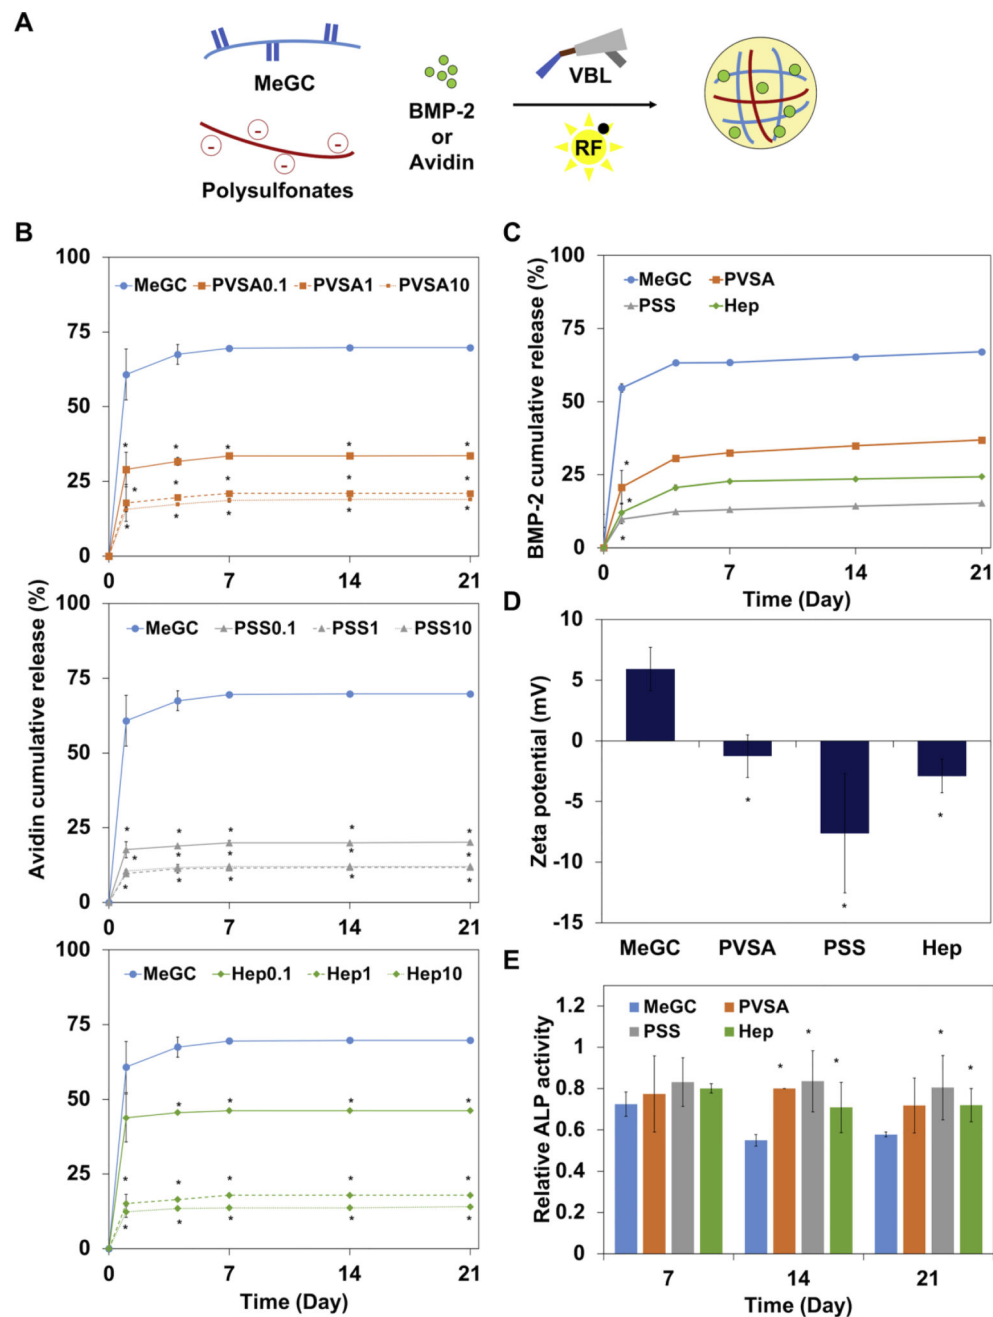 A
MeGC
Polysulfonates
BMP-2
or
Avidin
VBL
RF
B
Avidin cumulative release (%)
100
75
50
25
0
MeGC PVSA0.1 PVSA1 PVSA10
0 7 14 21
100
75
50
25
0
MeGC PSS0.1 PSS1 PSS10
0 7 14 21
100
75
50
25
0
MeGC Hep0.1 Hep1 Hep10
0 7 14 21
Time (Day)
C
BMP-2 cumulative release (%)
100
75
50
25
0
MeGC PVSA
PSS Hep
0 7 14 21
Time (Day)
D
Zeta potential (mV)
10
5
0
-5
-10
-15
MeGC PVSA PSS Hep
E
Relative ALP activity
1.2
1
0.8
0.6
0.4
0.2
0
MeGC PVSA
PSS Hep
7 14 21
Time (Day)